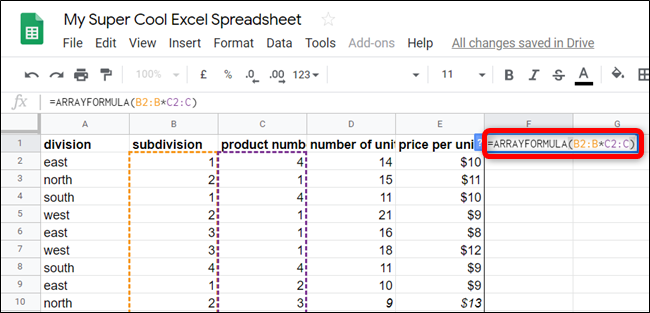 My Super Cool Excel Spreadsheet
File Edit View Insert Format Data Tools Add-ons Help All changes saved in Drive
100% £ % .0 .00 123 11 B I S A
fx =ARRAYFORMULA(B2:B*C2:C)
A B C D E F G
1 division subdivision product numb number of uni price per uni ? =ARRAYFORMULA(B2:B*C2:C)
2 east 1 4 14 $10
3 north 2 1 15 $11
4 south 1 4 11 $10
5 west 2 1 21 $9
6 east 3 1 16 $8
7 west 3 1 18 $12
8 south 4 4 11 $9
9 east 1 2 10 $9
10 north 2 3 9 $13